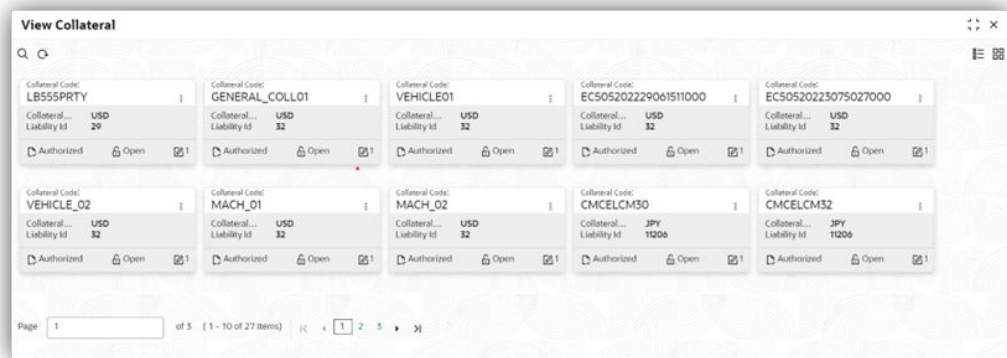 View Collateral
Collateral Code:
LB555PRTY
Collateral... USD
Liability Id 29
Authorized Open 1
Collateral Code:
GENERAL_COLL01
Collateral... USD
Liability Id 32
Authorized Open 1
Collateral Code:
VEHICLE01
Collateral... USD
Liability Id 32
Authorized Open 1
Collateral Code:
EC505202229061511000
Collateral... USD
Liability Id 32
Authorized Open 1
Collateral Code:
EC50520223075027000
Collateral... USD
Liability Id 32
Authorized Open 1
Collateral Code:
VEHICLE_02
Collateral... USD
Liability Id 32
Authorized Open 1
Collateral Code:
MACH_01
Collateral... USD
Liability Id 32
Authorized Open 1
Collateral Code:
MACH_02
Collateral... USD
Liability Id 32
Authorized Open 1
Collateral Code:
CMCELCM30
Collateral... JPY
Liability Id 11206
Authorized Open 1
Collateral Code:
CMCELCM32
Collateral... JPY
Liability Id 11206
Authorized Open 1
Page 1 of 3 (1 - 10 of 27 items) 1 2 3